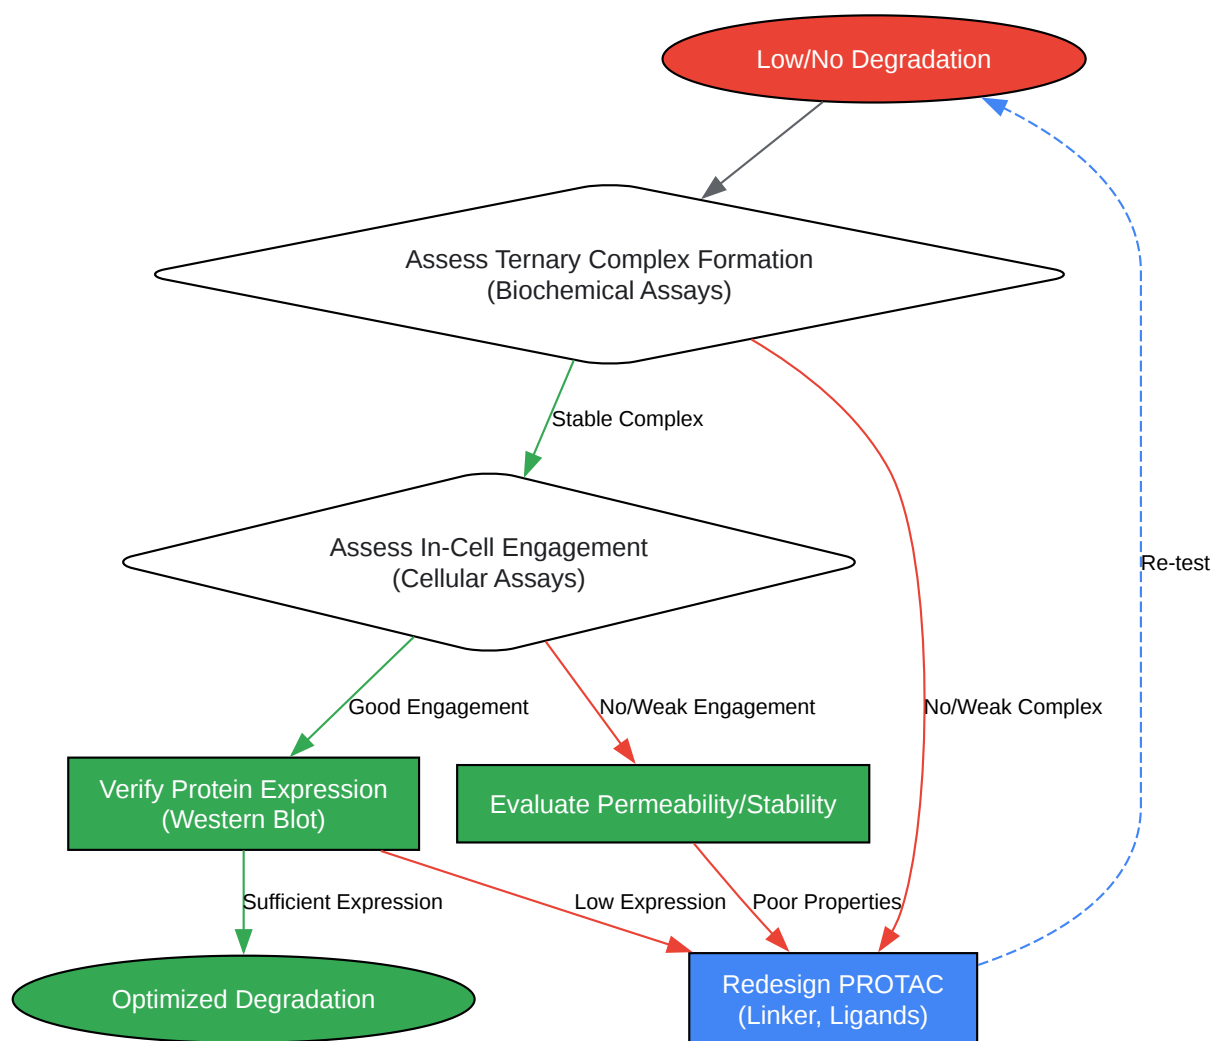 Low/No Degradation
Assess Ternary Complex Formation
(Biochemical Assays)
Stable Complex
Assess In-Cell Engagement
(Cellular Assays)
Re-test
Good Engagement
No/Weak Engagement
No/Weak Complex
Verify Protein Expression
(Western Blot)
Evaluate Permeability/Stability
Sufficient Expression
Low Expression
Poor Properties
Optimized Degradation
Redesign PROTAC
(Linker, Ligands)